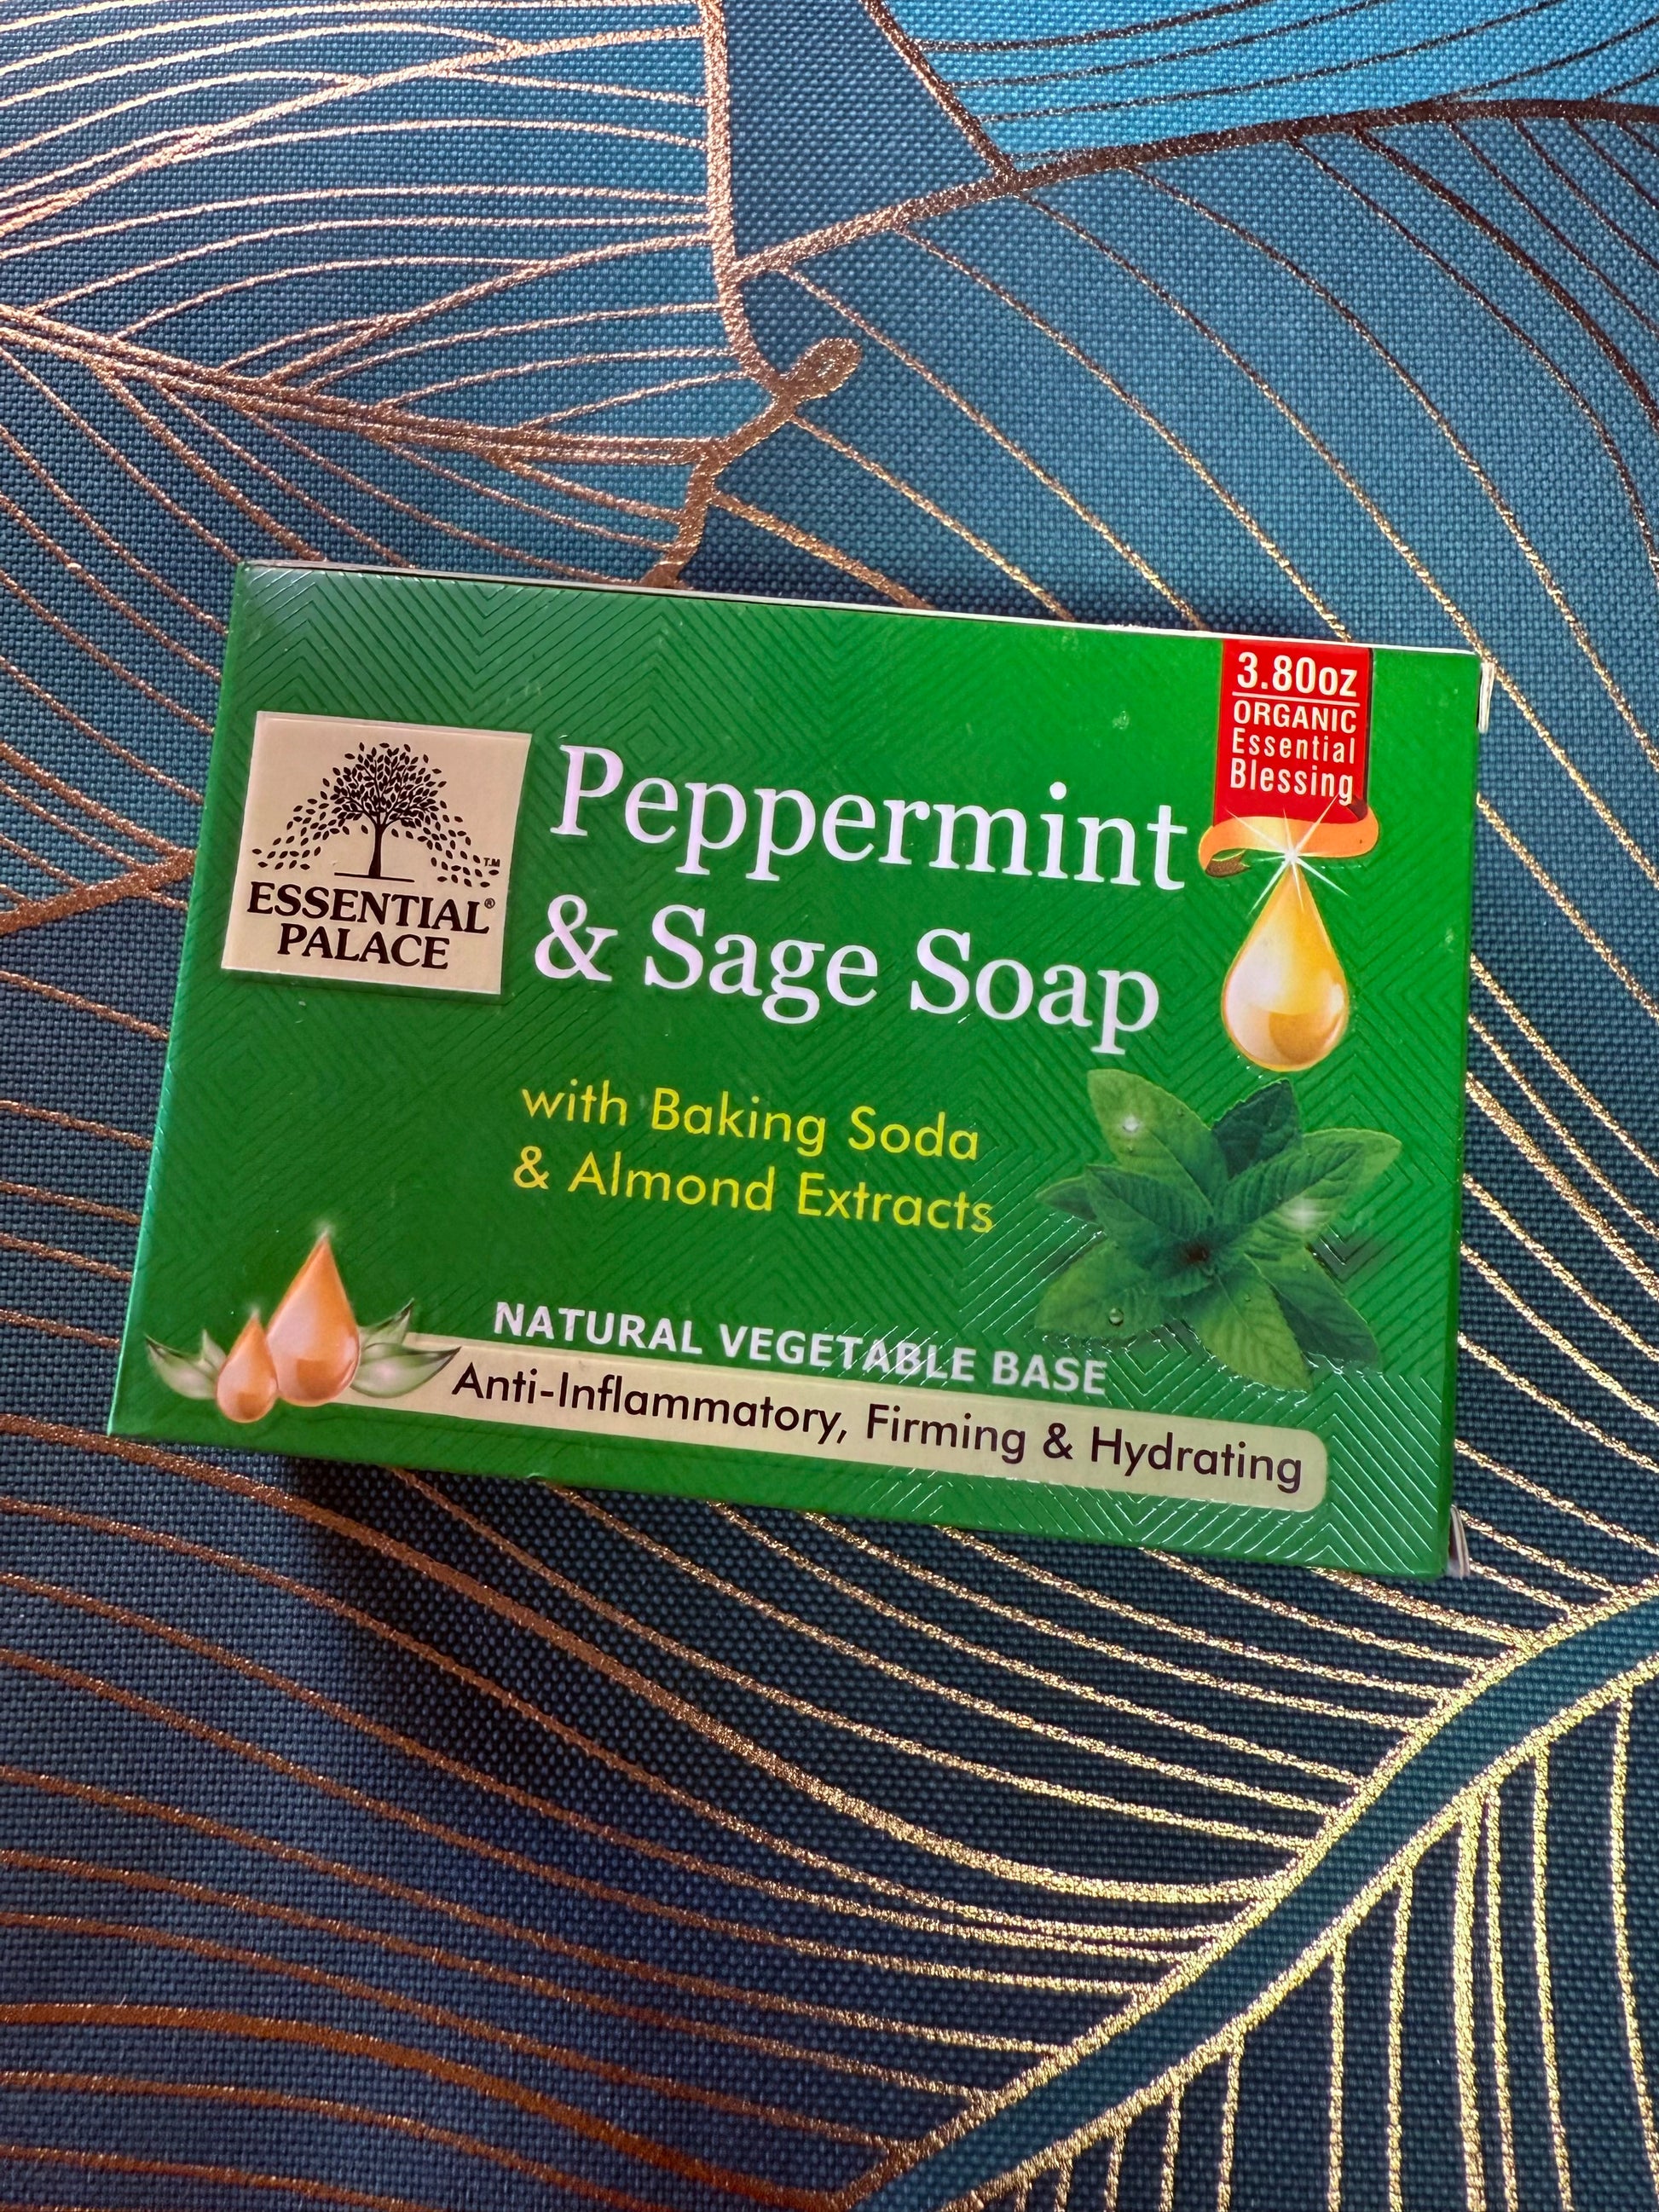 3.80oz
ORGANIC
Essential
Blessing
TM
ESSENTIAL®
PALACE
Peppermint
& Sage Soap
with Baking Soda
& Almond Extracts
NATURAL VEGETABLE BASE
Anti-Inflammatory, Firming & Hydrating